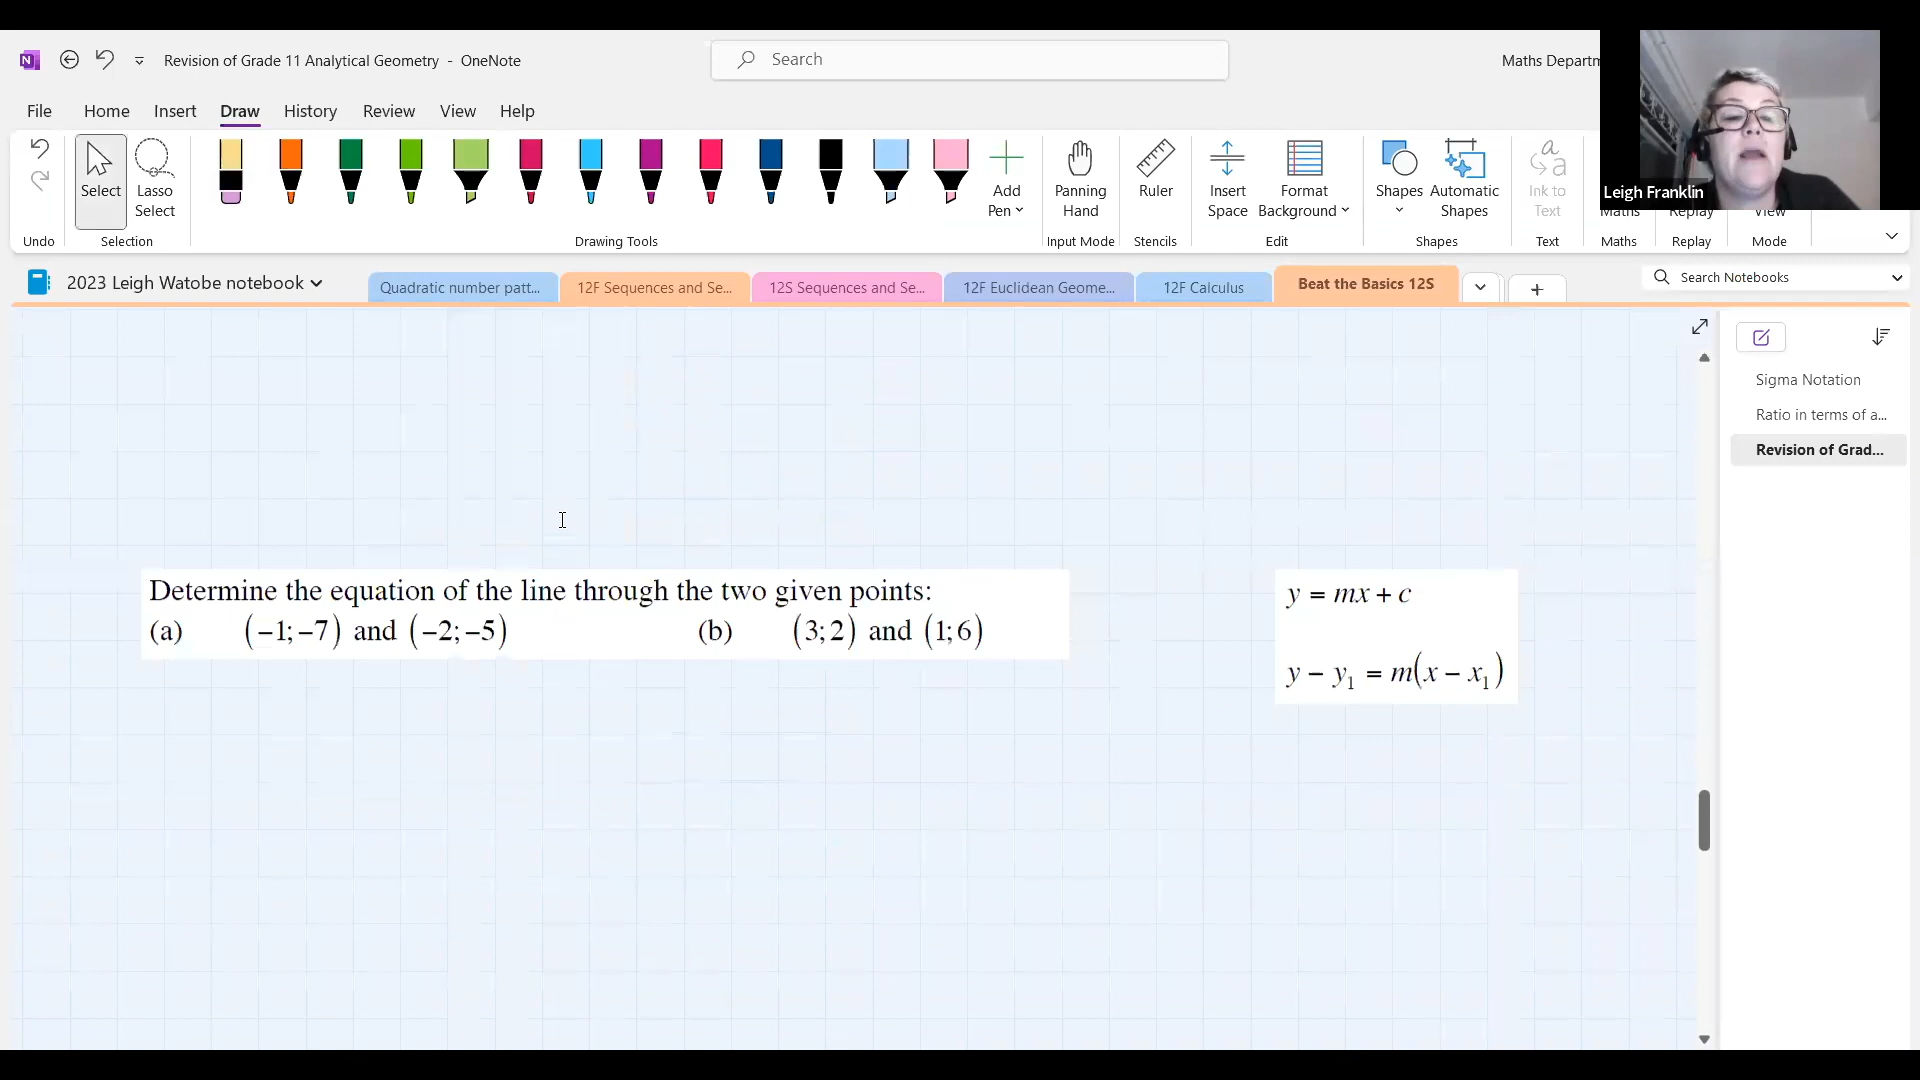 Revision of Grade 11 Analytical Geometry - OneNote
Search
Maths Departm
Leigh Franklin
File Home Insert Draw History Review View Help
Undo
Select
Lasso Select
Selection
Drawing Tools
Add Pen
Panning Hand
Input Mode
Ruler
Stencils
Insert Space
Format Background
Edit
Shapes
Automatic Shapes
Shapes
Ink to Text
Text
Maths
Maths
Replay
Replay
View
Mode
2023 Leigh Watobe notebook
Quadratic number patt...
12F Sequences and Se...
12S Sequences and Se...
12F Euclidean Geome...
12F Calculus
Beat the Basics 12S
Search Notebooks
Sigma Notation
Ratio in terms of a...
Revision of Grad...
Determine the equation of the line through the two given points:
(a) (−1;−7) and (−2;−5) (b) (3;2) and (1;6)
y = mx + c
y − y₁ = m(x − x₁)